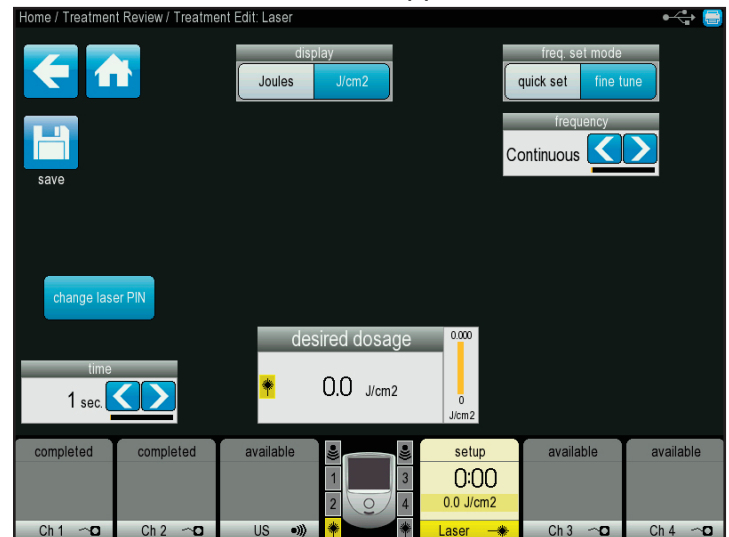 Home / Treatment Review / Treatment Edit: Laser
display
Joules J/cm2
freq. set mode
quick set fine tune
frequency
Continuous
save
change laser PIN
time
1 sec.
desired dosage
0.0 J/cm2
0.000
0
J/cm2
completed
completed
available
1
2
3
4
setup
0:00
0.0 J/cm2
available
available
Ch 1
Ch 2
US
Laser
Ch 3
Ch 4